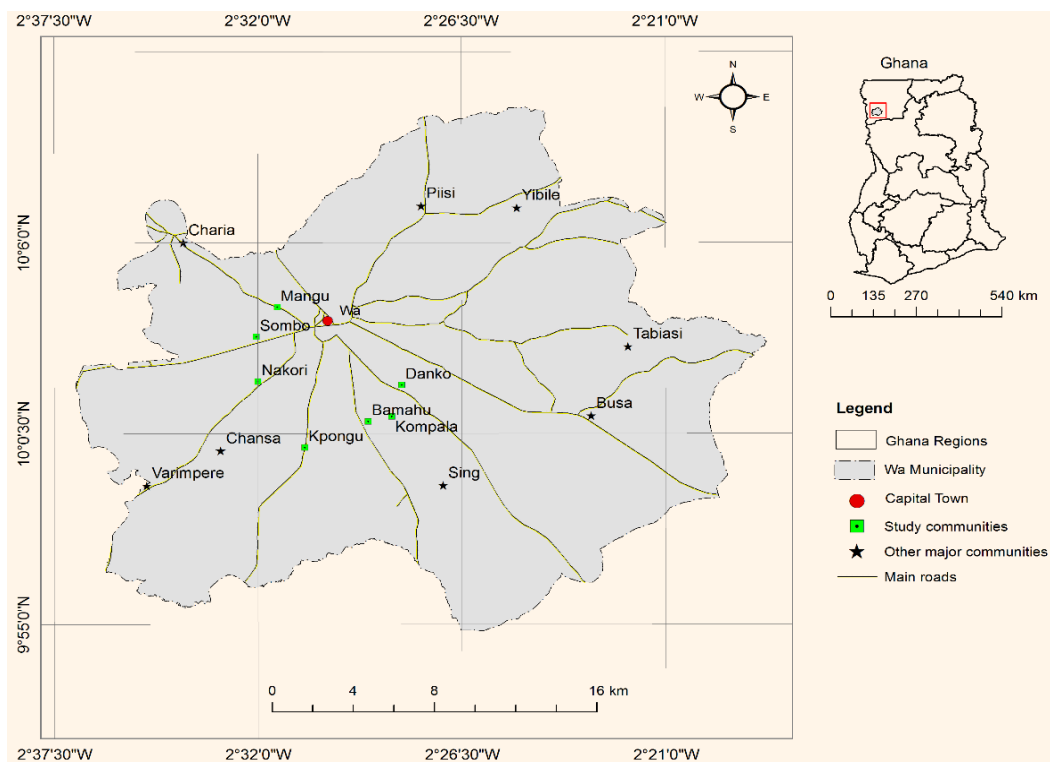 2°37'30"W 2°32'0"W 2°26'30"W 2°21'0"W
N
W E
S
Ghana
Piisi
Yibile
Charia
10°6'0"N
Mangu
Wa
0 135 270 540 km
Sombo
Tabiasi
Nakori
Danko
Busa
Bamahu
Kompala
Legend
10°0'30"N
Chansa
Kpongu
Ghana Regions
Varimpere
Sing
Wa Municipality
Capital Town
Study communities
Other major communities
Main roads
9°55'0"N
0 4 8 16 km
2°37'30"W 2°32'0"W 2°26'30"W 2°21'0"W